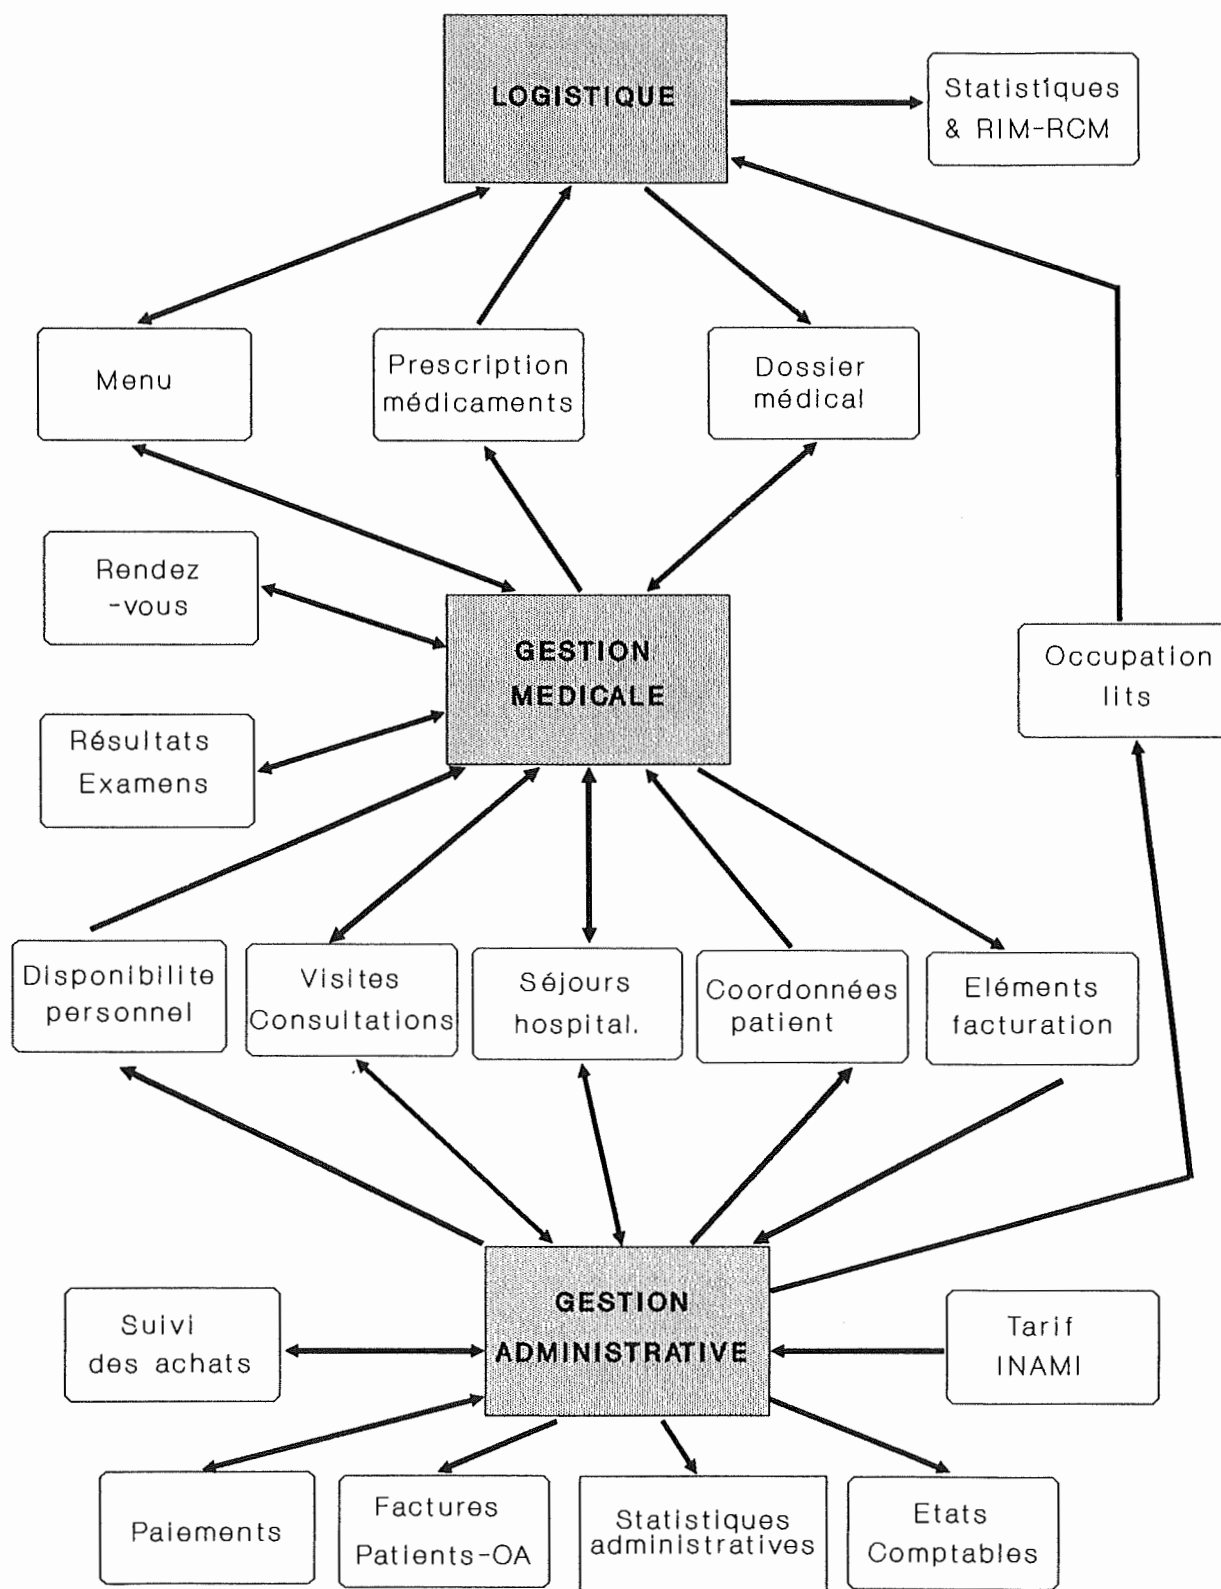 LOGISTIQUE
Statistiques
& RIM-RCM
Menu
Prescription
médicaments
Dossier
médical
Rendez
-vous
GESTION
MEDICALE
Occupation
lits
Résultats
Examens
Disponibilite
personnel
Visites
Consultations
Séjours
hospital.
Coordonnées
patient
Eléments
facturation
Suivi
des achats
GESTION
ADMINISTRATIVE
Tarif
INAMI
Paiements
Factures
Patients-OA
Statistiques
administratives
Etats
Comptables